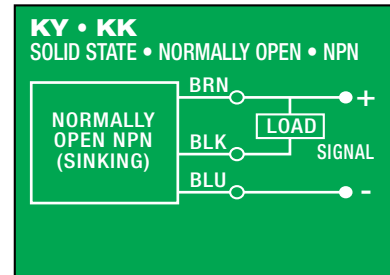 KY • KK
SOLID STATE • NORMALLY OPEN • NPN
BRN
+
NORMALLY
OPEN NPN
(SINKING)
LOAD
BLK
SIGNAL
BLU
-